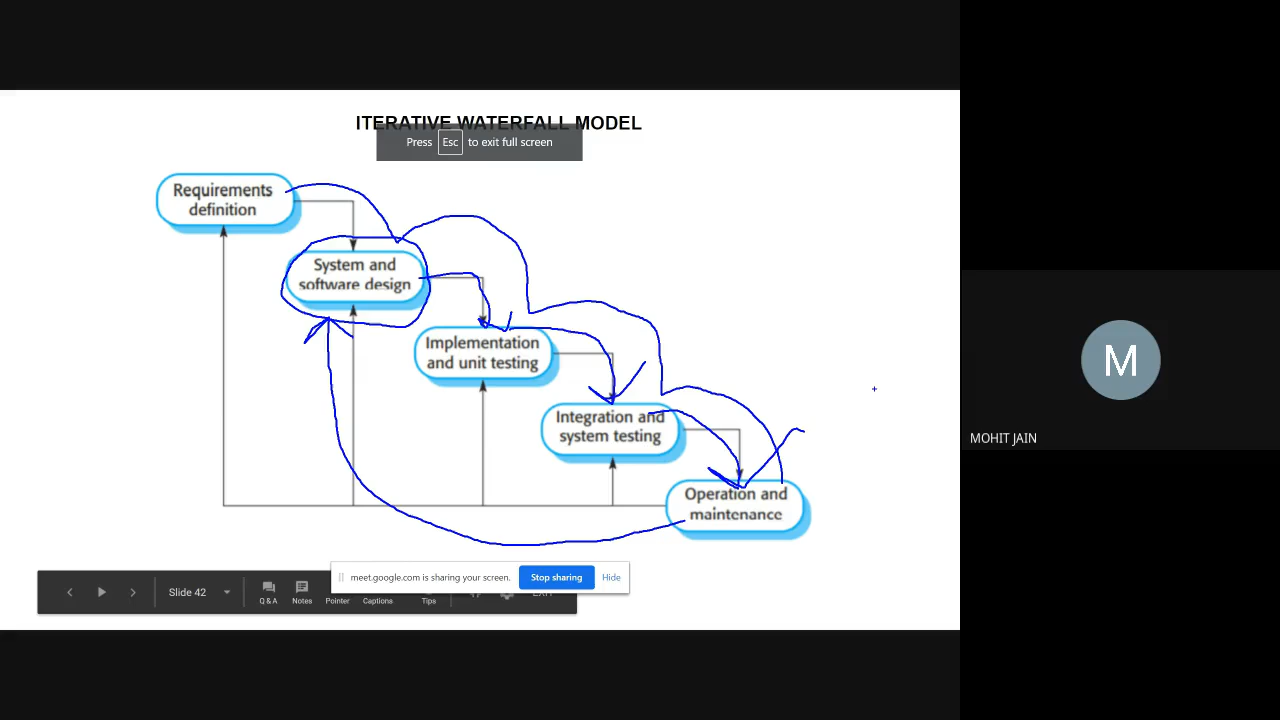 ITERATIVE WATERFALL MODEL
Press Esc to exit full screen
Requirements
definition
System and
software design
Implementation
and unit testing
Integration and
system testing
Operation and
maintenance
M
MOHIT JAIN
meet.google.com is sharing your screen. Stop sharing Hide
Slide 42
Q & A Notes Pointer Captions Tips EXIT